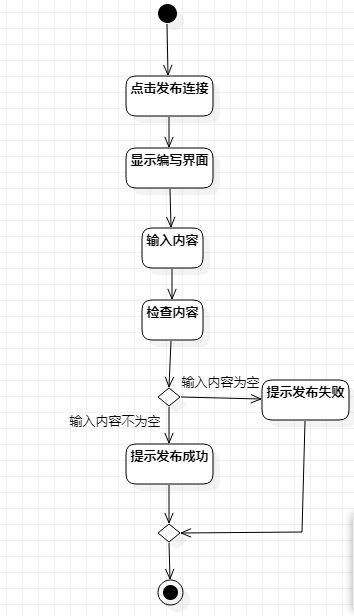 点击发布连接
显示编写界面
输入内容
检查内容
输入内容为空
提示发布失败
输入内容不为空
提示发布成功